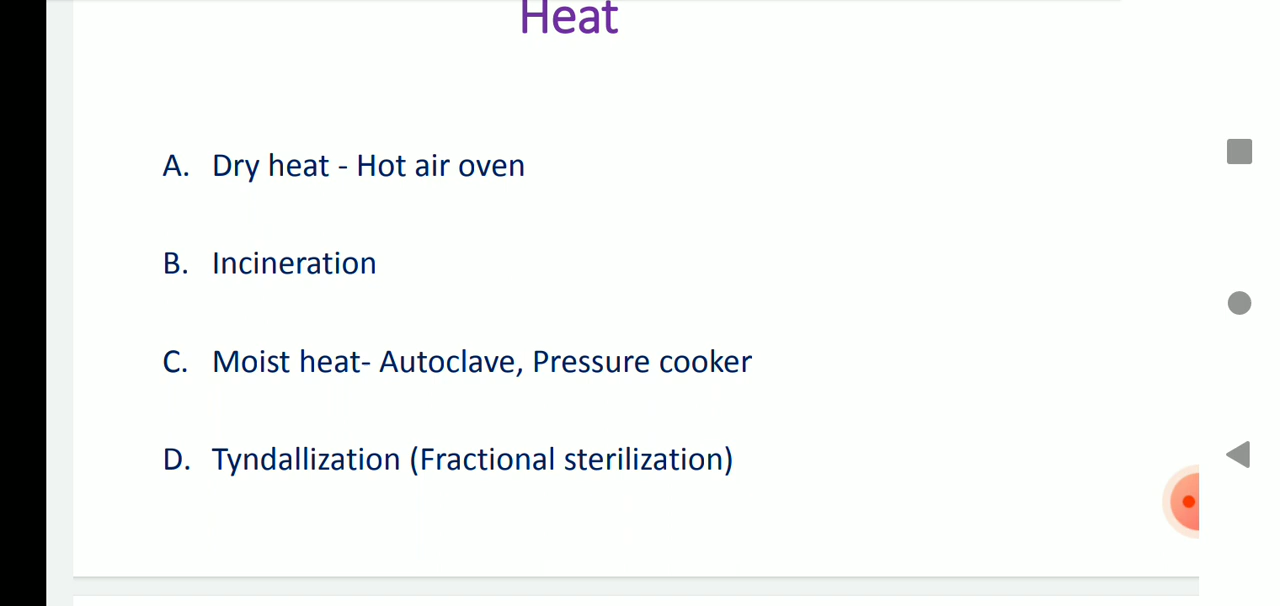 Heat
A. Dry heat - Hot air oven
B. Incineration
C. Moist heat- Autoclave, Pressure cooker
D. Tyndallization (Fractional sterilization)